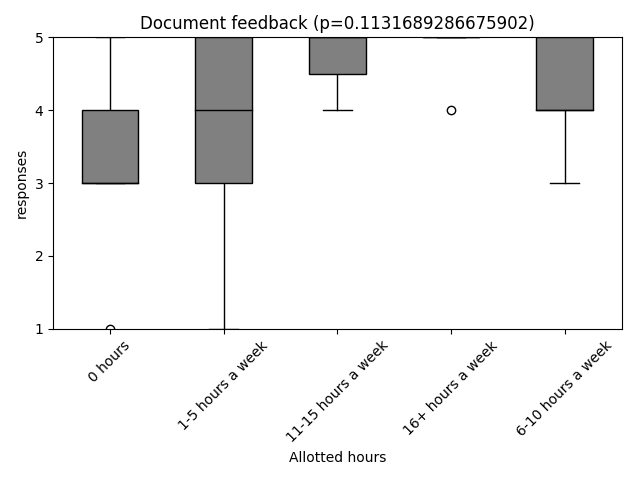 Document feedback (p=0.1131689286675902)
5
4
3
2
1
responses
0 hours
1-5 hours a week
11-15 hours a week
16+ hours a week
6-10 hours a week
Allotted hours